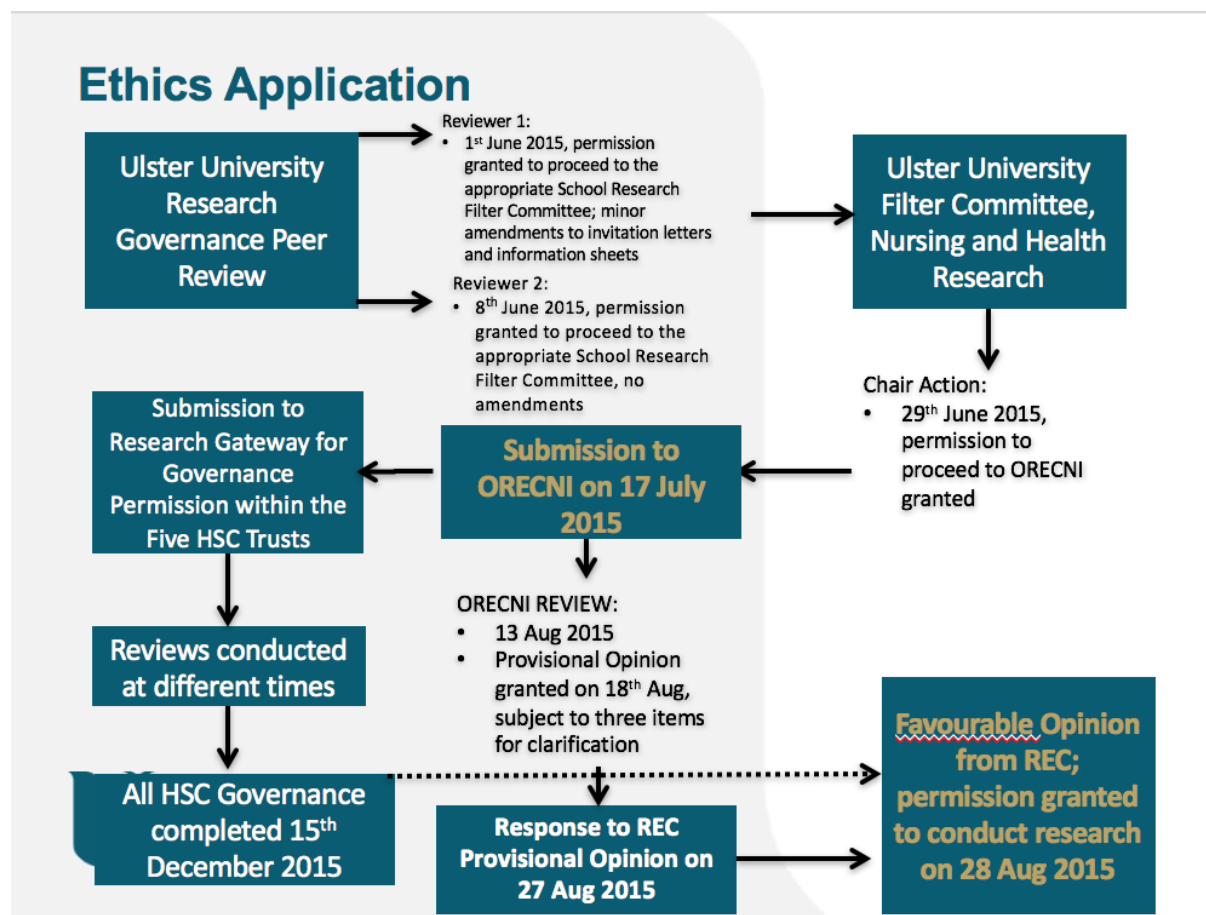 Ethics Application
Ulster University
Research
Governance Peer
Review
Reviewer 1:
• 1st June 2015, permission
granted to proceed to the
appropriate School Research
Filter Committee; minor
amendments to invitation letters
and information sheets
Reviewer 2:
• 8th June 2015, permission
granted to proceed to the
appropriate School Research
Filter Committee, no
amendments
Ulster University
Filter Committee,
Nursing and Health
Research
Chair Action:
• 29th June 2015,
permission to
proceed to ORECNI
granted
Submission to
ORECNI on 17 July
2015
Submission to
Research Gateway for
Governance
Permission within the
Five HSC Trusts
Reviews conducted
at different times
All HSC Governance
completed 15th
December 2015
ORECNI REVIEW:
• 13 Aug 2015
• Provisional Opinion
granted on 18th Aug,
subject to three items
for clarification
Response to REC
Provisional Opinion on
27 Aug 2015
Favourable Opinion
from REC;
permission granted
to conduct research
on 28 Aug 2015